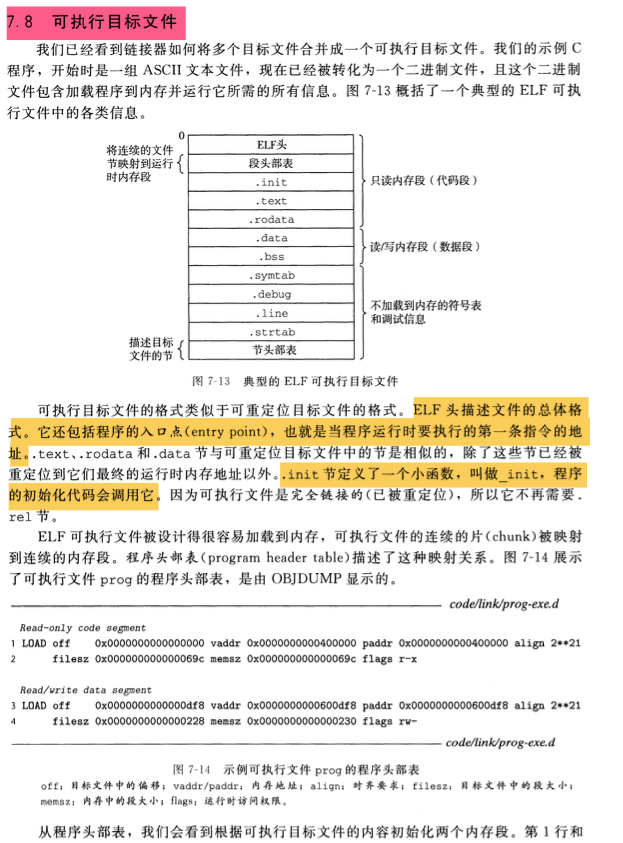 7.8 可执行目标文件
我们已经看到链接器如何将多个目标文件合并成一个可执行目标文件。我们的示例 C
程序，开始时是一组 ASCII 文本文件，现在已经被转化为一个二进制文件，且这个二进制
文件包含加载程序到内存并运行它所需的所有信息。图 7-13 概括了一个典型的 ELF 可执
行文件中的各类信息。
将连续的文件
节映射到运行
时内存段
0
ELF头
段头部表
.init
.text
.rodata
.data
.bss
.symtab
.debug
.line
.strtab
节头部表
只读内存段（代码段）
读/写内存段（数据段）
不加载到内存的符号表
和调试信息
描述目标
文件的节
图 7-13 典型的 ELF 可执行目标文件
可执行目标文件的格式类似于可重定位目标文件的格式。ELF 头描述文件的总体格
式。它还包括程序的入口点(entry point)，也就是当程序运行时要执行的第一条指令的地
址。.text、.rodata 和.data 节与可重定位目标文件中的节是相似的，除了这些节已经被
重定位到它们最终的运行时内存地址以外。.init 节定义了一个小函数，叫做_init，程序
的初始化代码会调用它。因为可执行文件是完全链接的(已被重定位)，所以它不再需要.
rel 节。
ELF 可执行文件被设计得很容易加载到内存，可执行文件的连续的片(chunk)被映射
到连续的内存段。程序头部表(program header table)描述了这种映射关系。图 7-14 展示
了可执行文件 prog 的程序头部表，是由 OBJDUMP 显示的。
code/link/prog-exe.d
Read-only code segment
1 LOAD off 0x0000000000000000 vaddr 0x0000000000400000 paddr 0x0000000000400000 align 2**21
2 filesz 0x000000000000069c memsz 0x000000000000069c flags r-x
Read/write data segment
3 LOAD off 0x0000000000000df8 vaddr 0x0000000000600df8 paddr 0x0000000000600df8 align 2**21
4 filesz 0x0000000000000228 memsz 0x0000000000000230 flags rw-
code/link/prog-exe.d
图 7-14 示例可执行文件 prog 的程序头部表
off：目标文件中的偏移；vaddr/paddr：内存地址；align：对齐要求；filesz：目标文件中的段大小；
memsz：内存中的段大小；flags：运行时访问权限。
从程序头部表，我们会看到根据可执行目标文件的内容初始化两个内存段。第 1 行和